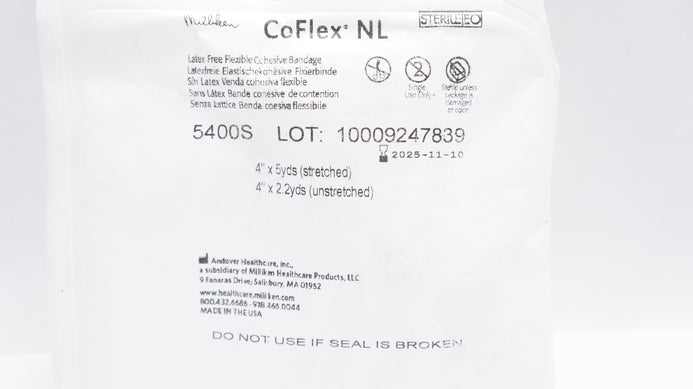 Milliken
CoFlex® NL
STERILE EO
Latex Free Flexible Cohesive Bandage
Latexfreie Elastischekohäsive Fixierbinde
Sin Latex Venda cohesiva flexible
Sans Latex Bande cohésive de contention
Senza Lattice Benda coesiva flessibile
Single
Use Only
Sterile unless
package is
damaged
or open
5400S LOT: 10009247839
2025-11-10
4" x 5yds (stretched)
4" x 2.2yds (unstretched)
Andover Healthcare, Inc.,
a subsidiary of Milliken Healthcare Products, LLC
9 Fanaras Drive, Salisbury, MA 01952
www.healthcare.milliken.com
800.432.6686 - 978.465.0044
MADE IN THE USA
DO NOT USE IF SEAL IS BROKEN